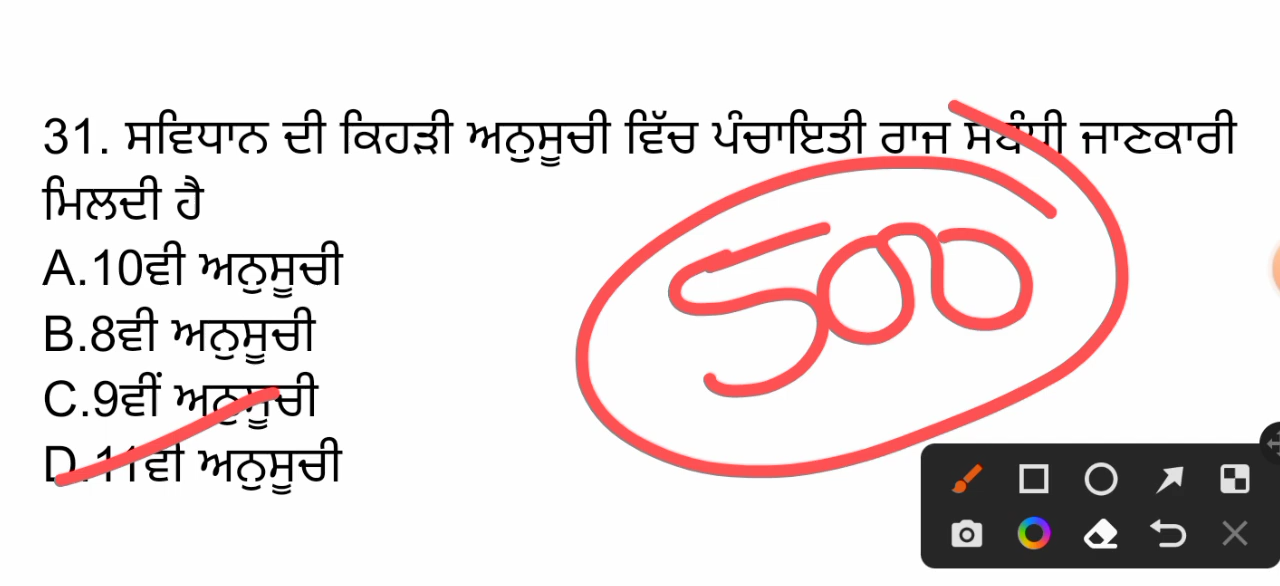 31. ਸਵਿਧਾਨ ਦੀ ਕਿਹੜੀ ਅਨੁਸੂਚੀ ਵਿੱਚ ਪੰਚਾਇਤੀ ਰਾਜ ਸਬੰਧੀ ਜਾਣਕਾਰੀ
ਮਿਲਦੀ ਹੈ
500
A.10ਵੀ ਅਨੁਸੂਚੀ
B.8ਵੀ ਅਨੁਸੂਚੀ
C.9ਵੀਂ ਅਨੁਸੂਚੀ
D.11ਵੀ ਅਨੁਸੂਚੀ